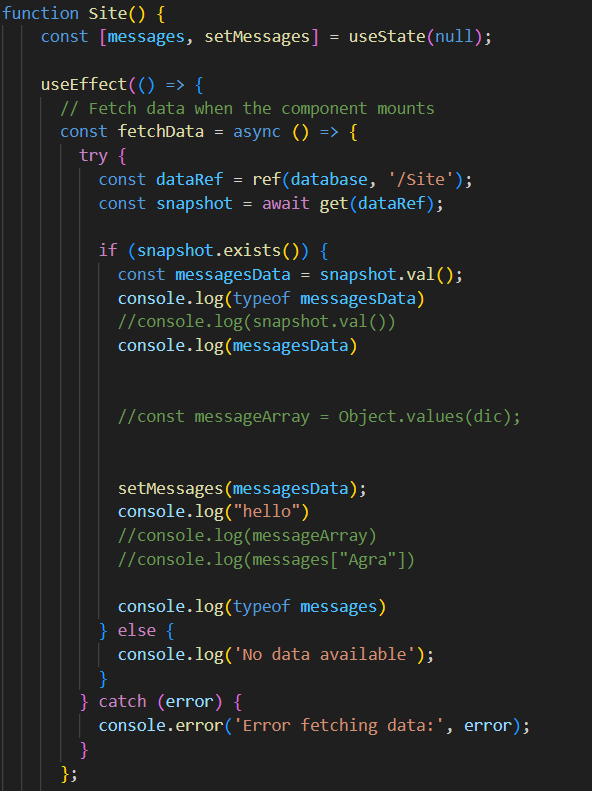 function Site() {
const [messages, setMessages] = useState(null);
useEffect(() => {
// Fetch data when the component mounts
const fetchData = async () => {
try {
const dataRef = ref(database, '/Site');
const snapshot = await get(dataRef);
if (snapshot.exists()) {
const messagesData = snapshot.val();
console.log(typeof messagesData)
//console.log(snapshot.val())
console.log(messagesData)
//const messageArray = Object.values(dic);
setMessages(messagesData);
console.log("hello")
//console.log(messageArray)
//console.log(messages["Agra"])
console.log(typeof messages)
} else {
console.log('No data available');
}
} catch (error) {
console.error('Error fetching data:', error);
}
};